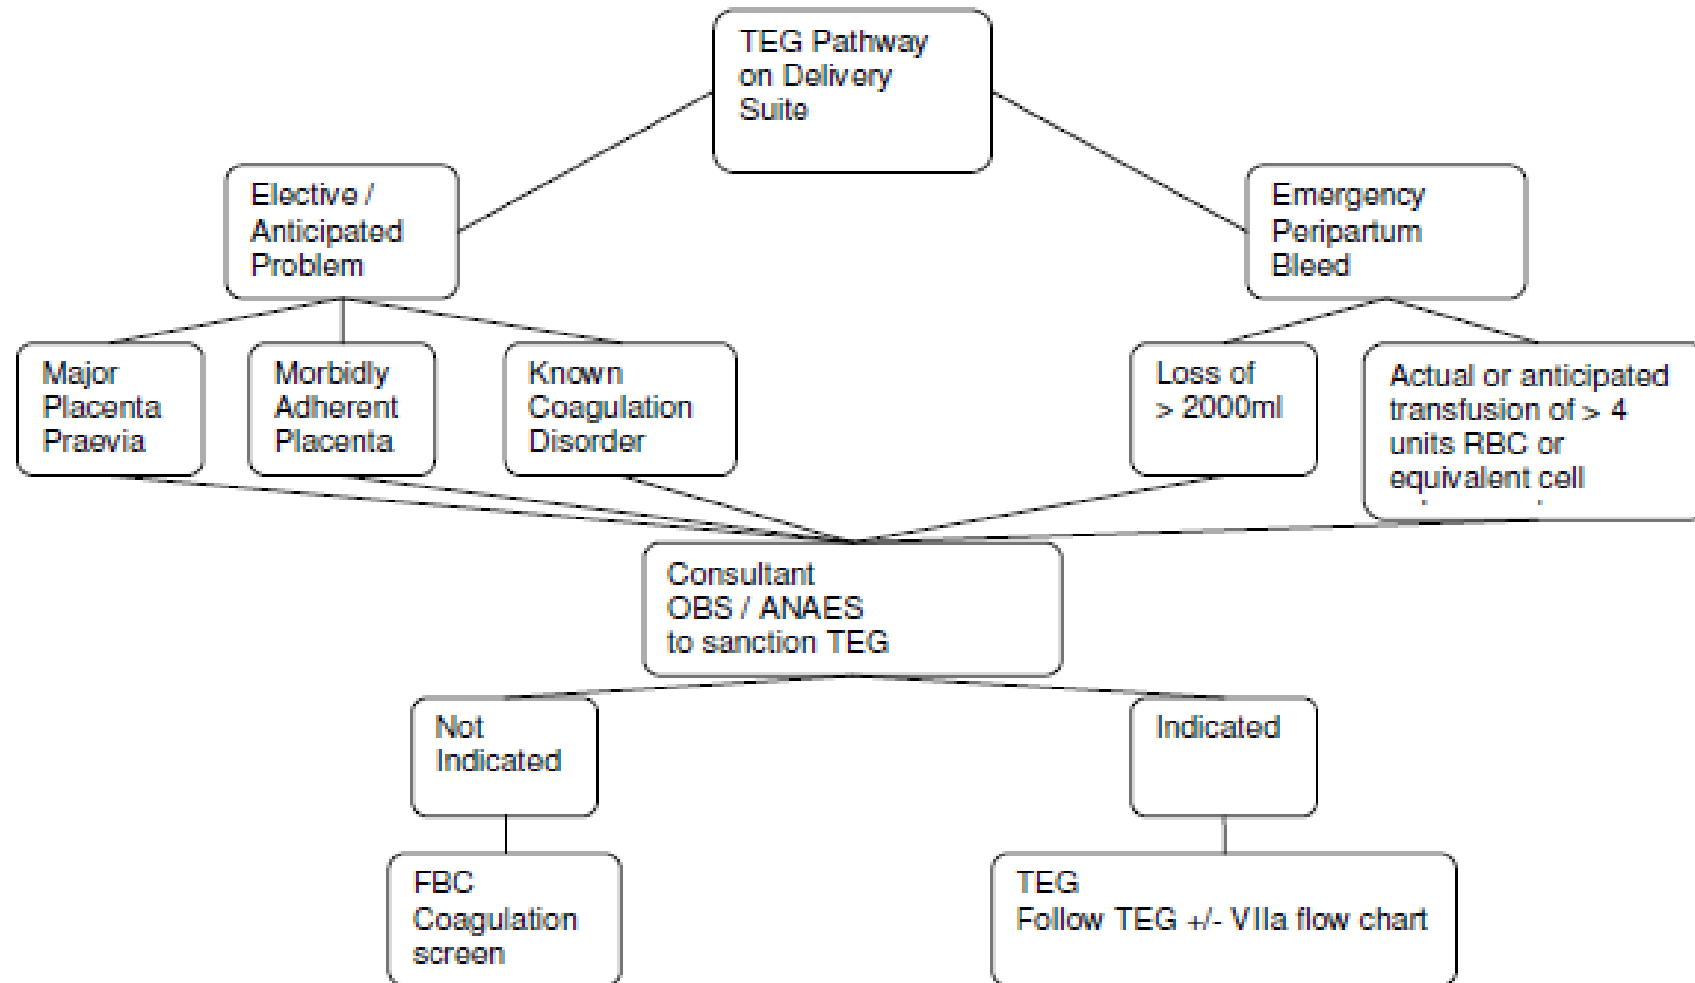 TEG Pathway
on Delivery
Suite
Elective /
Anticipated
Problem
Emergency
Peripartum
Bleed
Major
Placenta
Praevia
Morbidly
Adherent
Placenta
Known
Coagulation
Disorder
Loss of
> 2000ml
Actual or anticipated
transfusion of > 4
units RBC or
equivalent cell
Consultant
OBS / ANAES
to sanction TEG
Not
Indicated
Indicated
FBC
Coagulation
screen
TEG
Follow TEG +/- VIIa flow chart